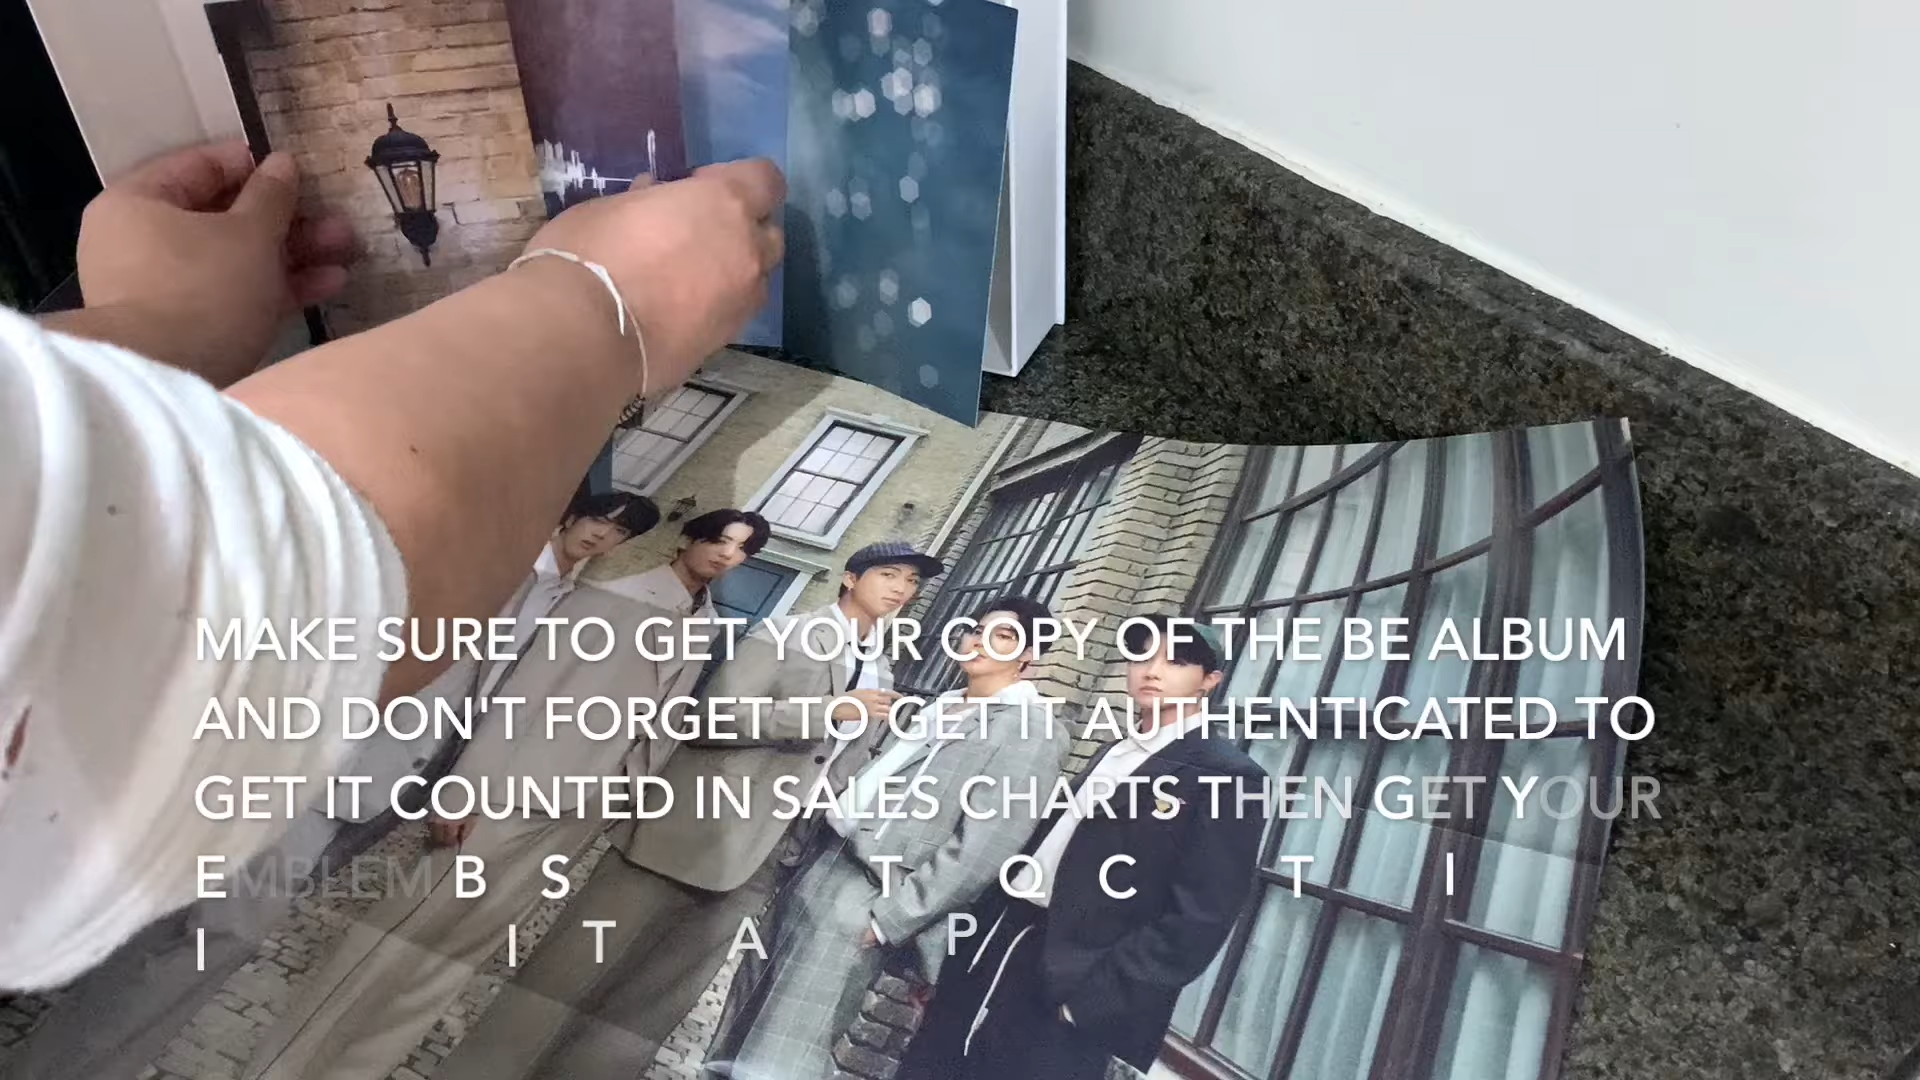 MAKE SURE TO GET YOUR COPY OF THE BE ALBUM
AND DON'T FORGET TO GET IT AUTHENTICATED TO
GET IT COUNTED IN SALES CHARTS THEN GET YOUR
EMBLEM B S T Q C T I
I I T A P